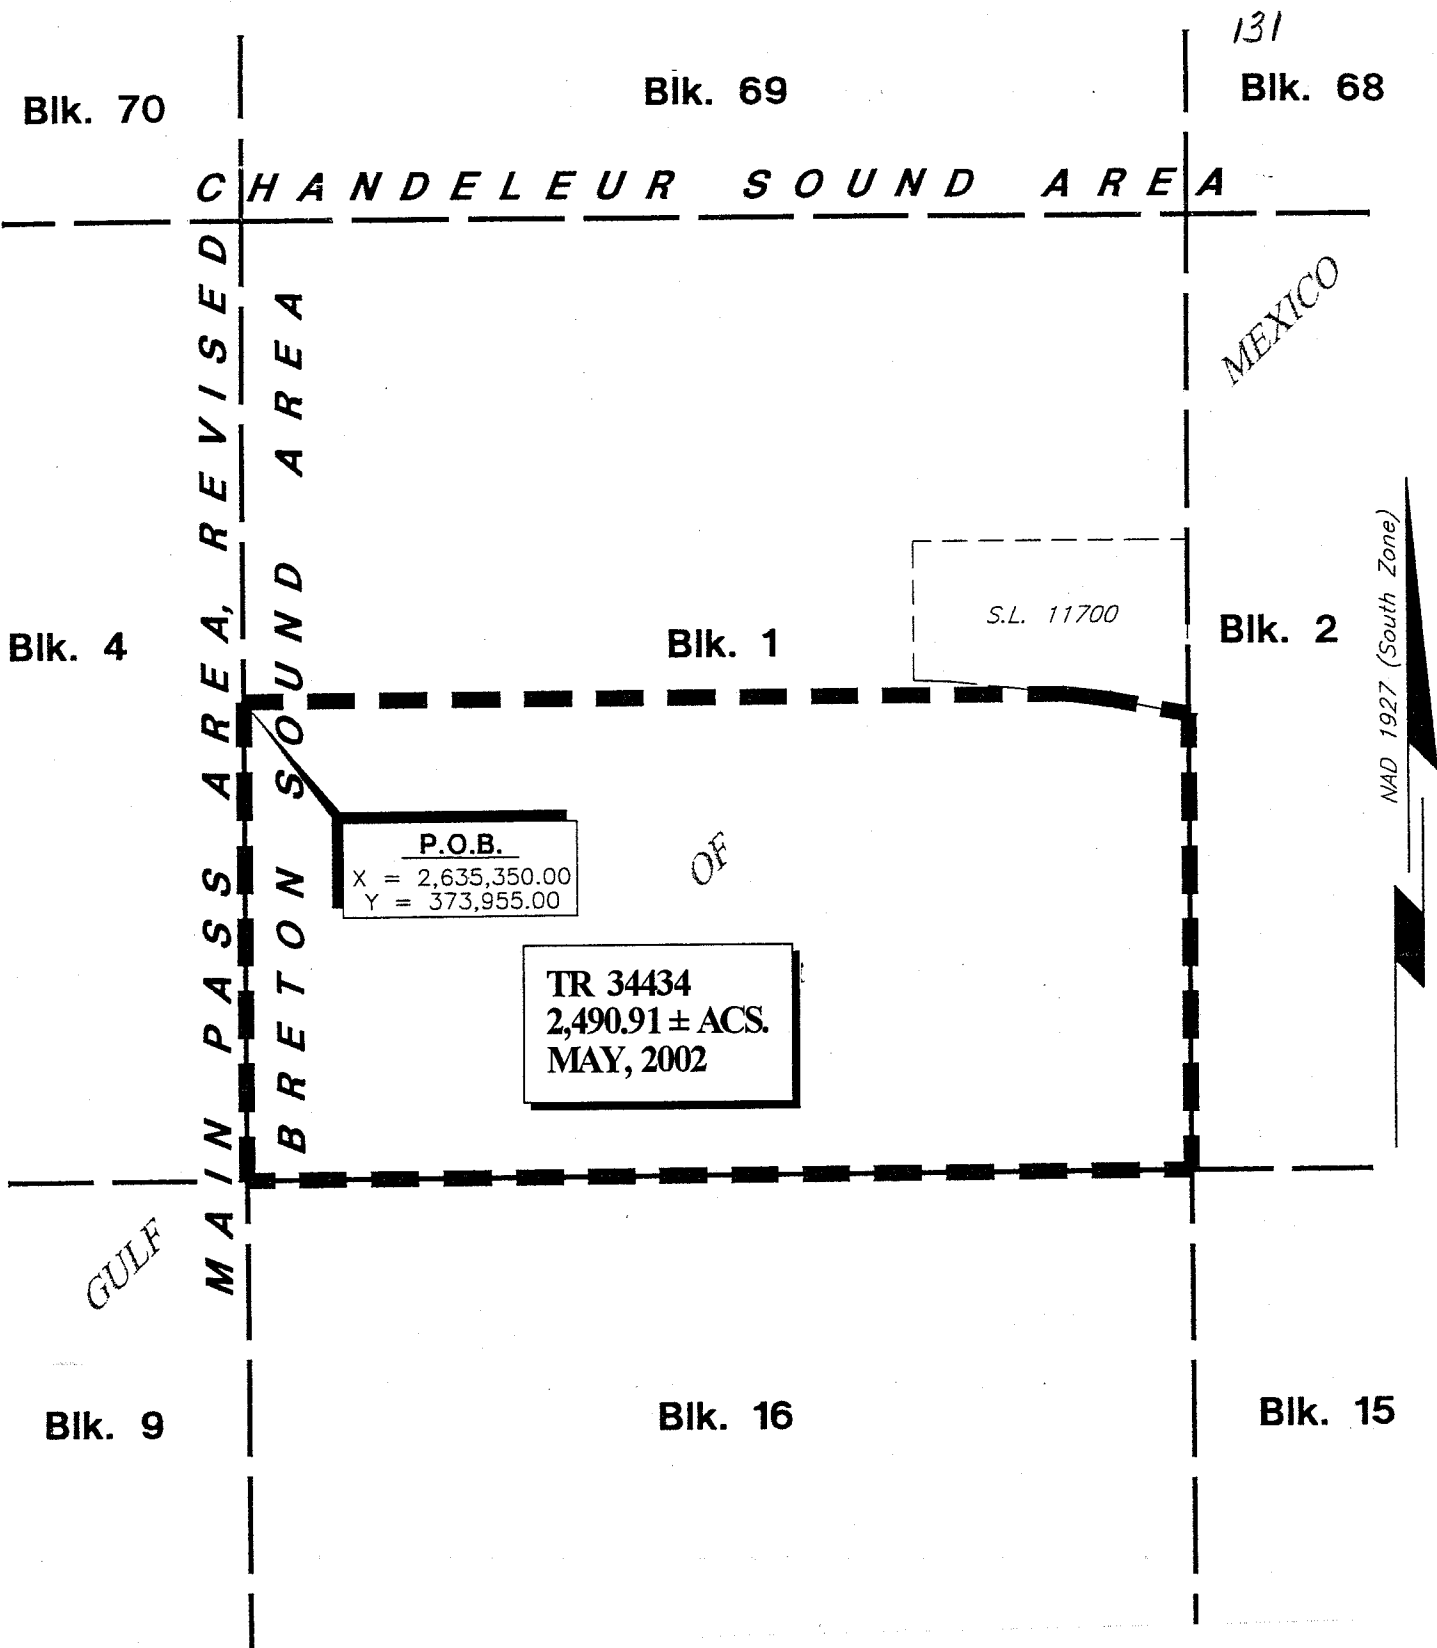 131
Blk. 70
Blk. 69
Blk. 68
CHANDELEUR SOUND AREA
MAIN PASS AREA, REVISED
BRETON SOUND AREA
MEXICO
NAD 1927 (South Zone)
S.L. 11700
Blk. 4
Blk. 1
Blk. 2
P.O.B.
X = 2,635,350.00
Y = 373,955.00
OF
TR 34434
2,490.91 ± ACS.
MAY, 2002
GULF
Blk. 9
Blk. 16
Blk. 15